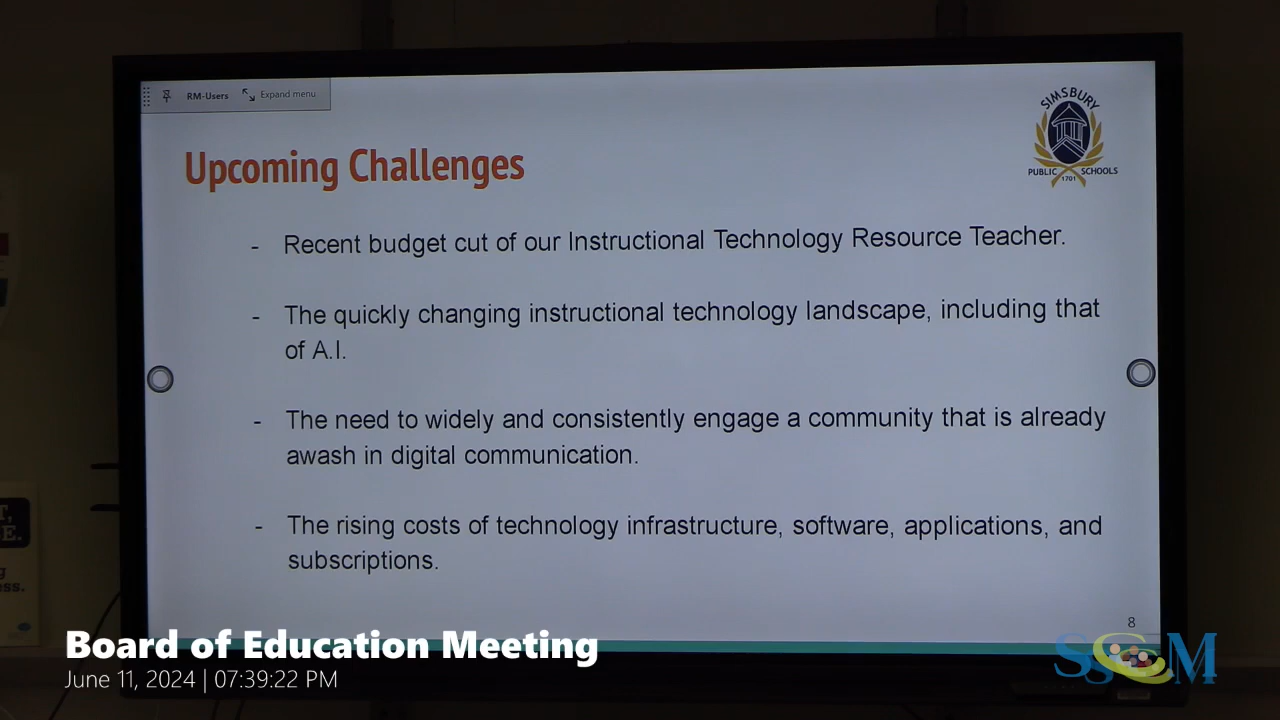 RM-Users Expand menu
SIMSBURY
PUBLIC SCHOOLS
1701
Upcoming Challenges
- Recent budget cut of our Instructional Technology Resource Teacher.
- The quickly changing instructional technology landscape, including that
of A.I.
- The need to widely and consistently engage a community that is already
awash in digital communication.
- The rising costs of technology infrastructure, software, applications, and
subscriptions.
8
Board of Education Meeting
June 11, 2024 | 07:39:22 PM